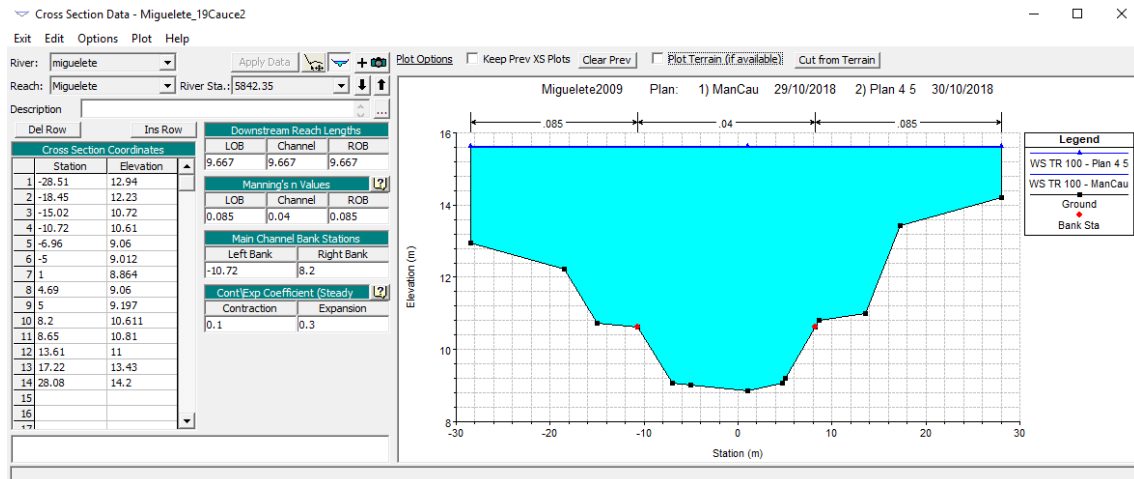 Cross Section Data - Miguelete_19Cauce2
Exit Edit Options Plot Help
River: miguelete Apply Data Plot Options Keep Prev XS Plots Clear Prev Plot Terrain (if available) Cut from Terrain
Reach: Miguelete River Sta.: 5842.35
Description ...
Del Row Ins Row
Cross Section Coordinates
Station Elevation
1 -28.51 12.94
2 -18.45 12.23
3 -15.02 10.72
4 -10.72 10.61
5 -6.96 9.06
6 -5 9.012
7 1 8.864
8 4.69 9.06
9 5 9.197
10 8.2 10.611
11 8.65 10.81
12 13.61 11
13 17.22 13.43
14 28.08 14.2
15
16
17
Downstream Reach Lengths
LOB Channel ROB
9.667 9.667 9.667
Manning's n Values ?
LOB Channel ROB
0.085 0.04 0.085
Main Channel Bank Stations
Left Bank Right Bank
-10.72 8.2
Cont\Exp Coefficient (Steady ?
Contraction Expansion
0.1 0.3
Miguelete2009 Plan: 1) ManCau 29/10/2018 2) Plan 4 5 30/10/2018
.085 .04 .085
16
14
12
10
8
Elevation (m)
-30 -20 -10 0 10 20 30
Station (m)
Legend
WS TR 100 - Plan 4 5
WS TR 100 - ManCau
Ground
Bank Sta